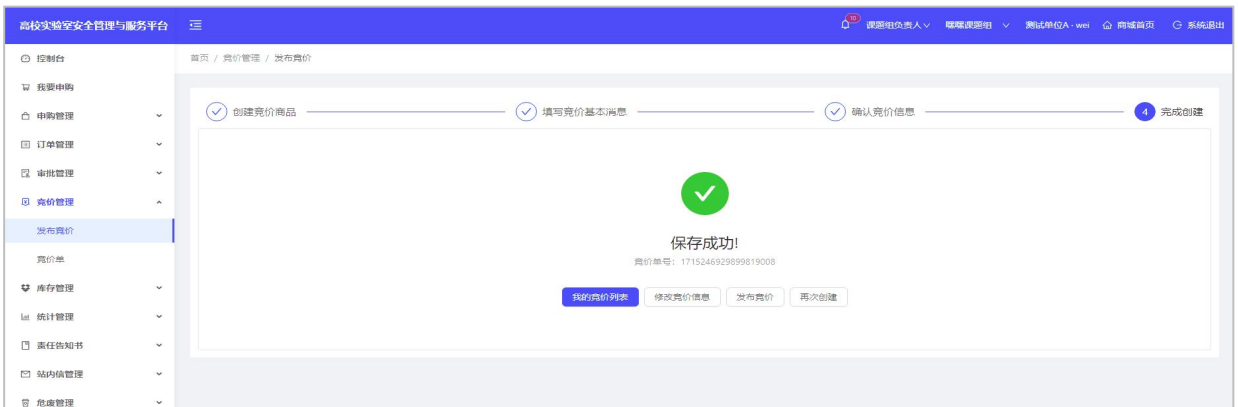 高校实验室安全管理与服务平台
10
课题组负责人
嘿嘿课题组
测试单位A - wei
商城首页
系统退出
控制台
我要申购
申购管理
订单管理
审批管理
竞价管理
发布竞价
竞价单
库存管理
统计管理
责任告知书
站内信管理
危废管理
首页 / 竞价管理 / 发布竞价
创建竞价商品
填写竞价基本消息
确认竞价信息
4 完成创建
保存成功!
竞价单号: 1715246929899819008
我的竞价列表
修改竞价信息
发布竞价
再次创建